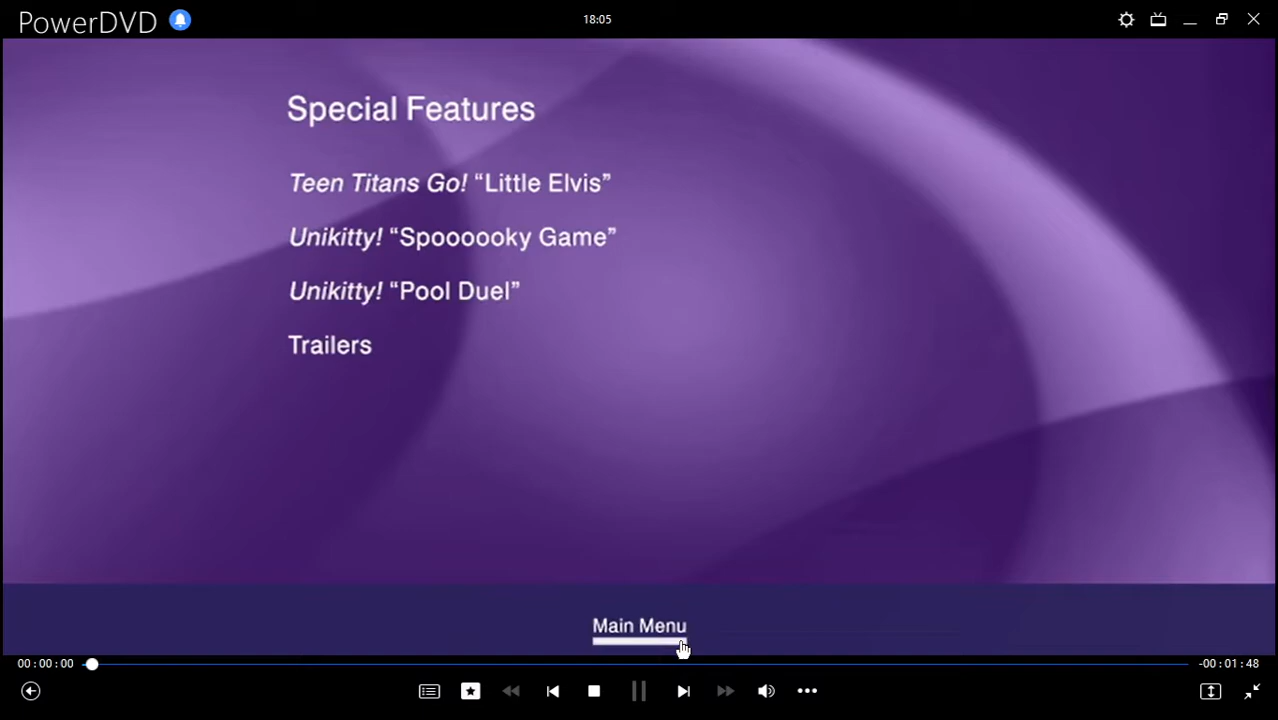 PowerDVD
18:05
Special Features
Teen Titans Go! “Little Elvis”
Unikitty! “Spoooooky Game”
Unikitty! “Pool Duel”
Trailers
Main Menu
00:00:00
-00:01:48